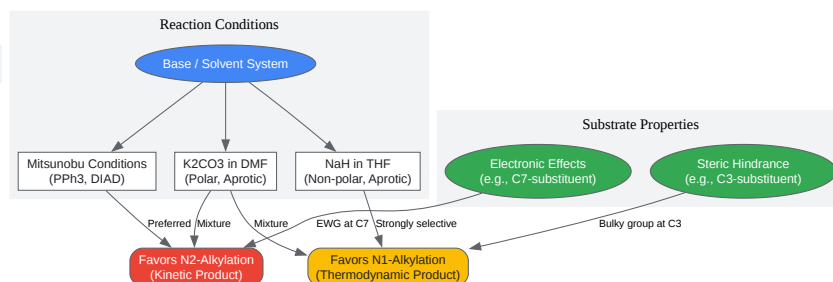 Reaction Conditions
Base / Solvent System
Substrate Properties
Mitsunobu Conditions
(PPh3, DIAD)
K2CO3 in DMF
(Polar, Aprotic)
NaH in THF
(Non-polar, Aprotic)
Electronic Effects
(e.g., C7-substituent)
Steric Hindrance
(e.g., C3-substituent)
Preferred
Mixture
Mixture
EWG at C7
Strongly selective
Bulky group at C3
Favors N2-Alkylation
(Kinetic Product)
Favors N1-Alkylation
(Thermodynamic Product)